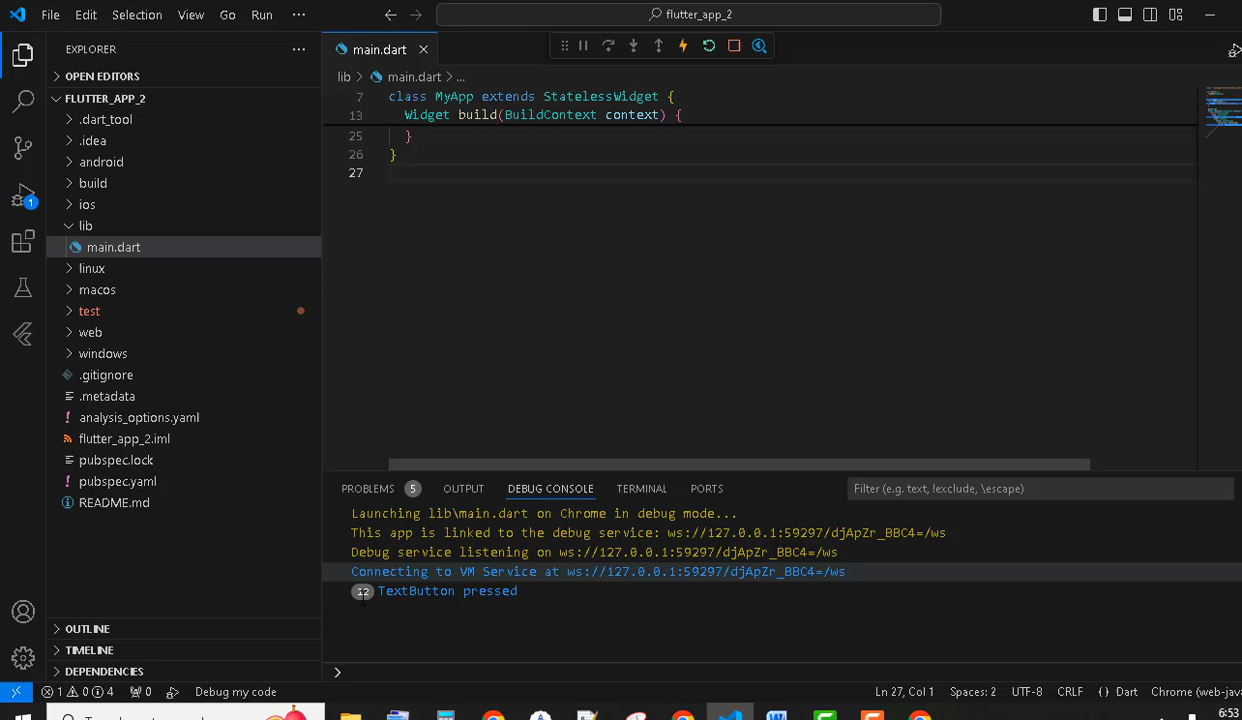 File Edit Selection View Go Run ··· flutter_app_2
EXPLORER ···
OPEN EDITORS
FLUTTER_APP_2
.dart_tool
.idea
android
build
1
ios
lib
main.dart
linux
macos
test
web
windows
.gitignore
.metadata
! analysis_options.yaml
flutter_app_2.iml
pubspec.lock
! pubspec.yaml
README.md
OUTLINE
TIMELINE
DEPENDENCIES
main.dart
lib > main.dart > ...
7 class MyApp extends StatelessWidget {
13 Widget build(BuildContext context) {
25 }
26 }
27
PROBLEMS 5 OUTPUT DEBUG CONSOLE TERMINAL PORTS Filter (e.g. text, !exclude, \escape)
Launching lib\main.dart on Chrome in debug mode...
This app is linked to the debug service: ws://127.0.0.1:59297/djApZr_BBC4=/ws
Debug service listening on ws://127.0.0.1:59297/djApZr_BBC4=/ws
Connecting to VM Service at ws://127.0.0.1:59297/djApZr_BBC4=/ws
12 TextButton pressed
>
1 0 4 0 Debug my code Ln 27, Col 1 Spaces: 2 UTF-8 CRLF {} Dart Chrome (web-jav
6:53